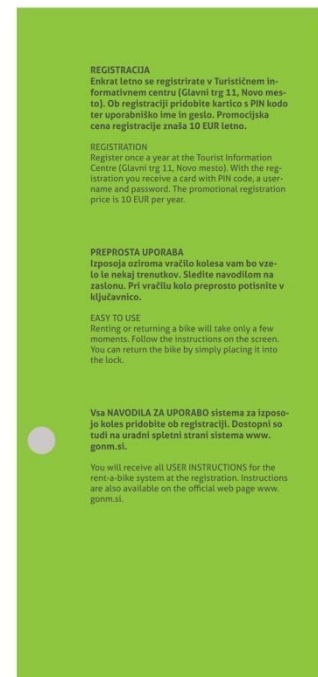 REGISTRACIJA
Enkrat letno se registrirate v Turističnem in-
formativnem centru (Glavni trg 11, Novo mes-
to). Ob registraciji pridobite kartico s PIN kodo
ter uporabniško ime in geslo. Promocijska
cena registracije znaša 10 EUR letno.
REGISTRATION
Register once a year at the Tourist Information
Centre (Glavni trg 11, Novo mesto). With the reg-
istration you receive a card with PIN code, a user-
name and password. The promotional registration
price is 10 EUR per year.
PREPROSTA UPORABA
Izposoja oziroma vračilo kolesa vam bo vze-
lo le nekaj trenutkov. Sledite navodilom na
zaslonu. Pri vračilu kolo preprosto potisnite v
ključavnico.
EASY TO USE
Renting or returning a bike will take only a few
moments. Follow the instructions on the screen.
You can return the bike by simply placing it into
the lock.
Vsa NAVODILA ZA UPORABO sistema za izposo-
jo koles pridobite ob registraciji. Dostopni so
tudi na uradni spletni strani sistema www.
gonm.si.
You will receive all USER INSTRUCTIONS for the
rent-a-bike system at the registration. Instructions
are also available on the official web page www.
gonm.si.